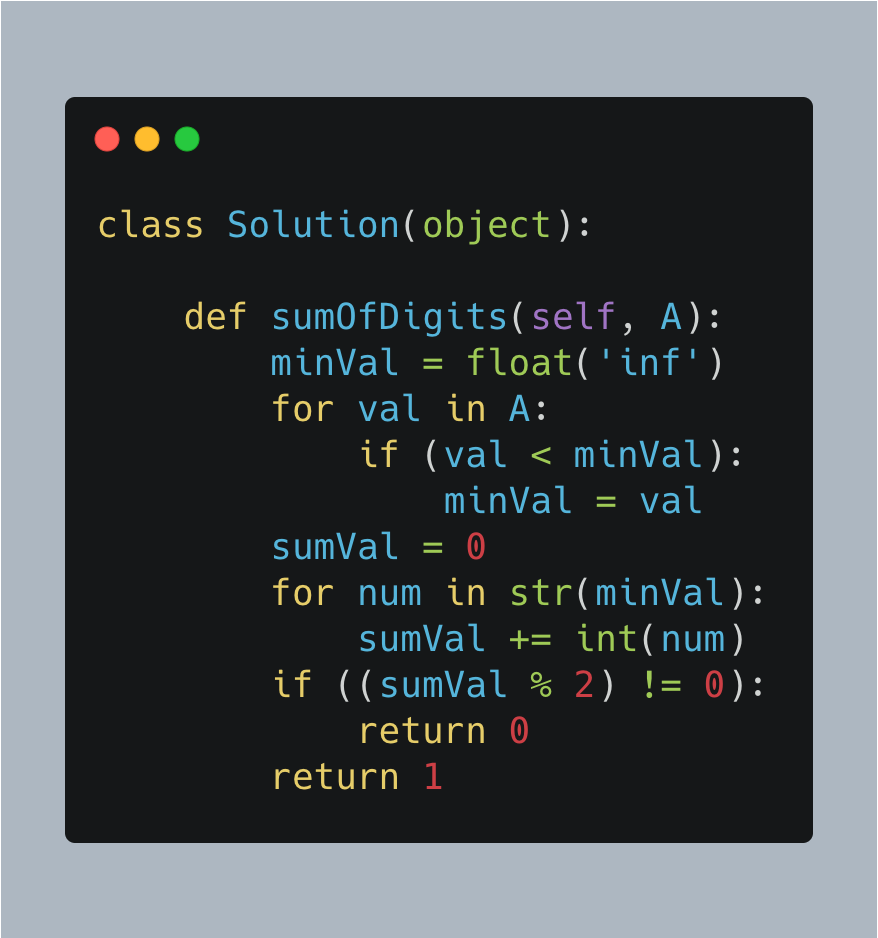 class Solution(object):

    def sumOfDigits(self, A):
        minVal = float('inf')
        for val in A:
            if (val < minVal):
                minVal = val
        sumVal = 0
        for num in str(minVal):
            sumVal += int(num)
        if ((sumVal % 2) != 0):
            return 0
        return 1